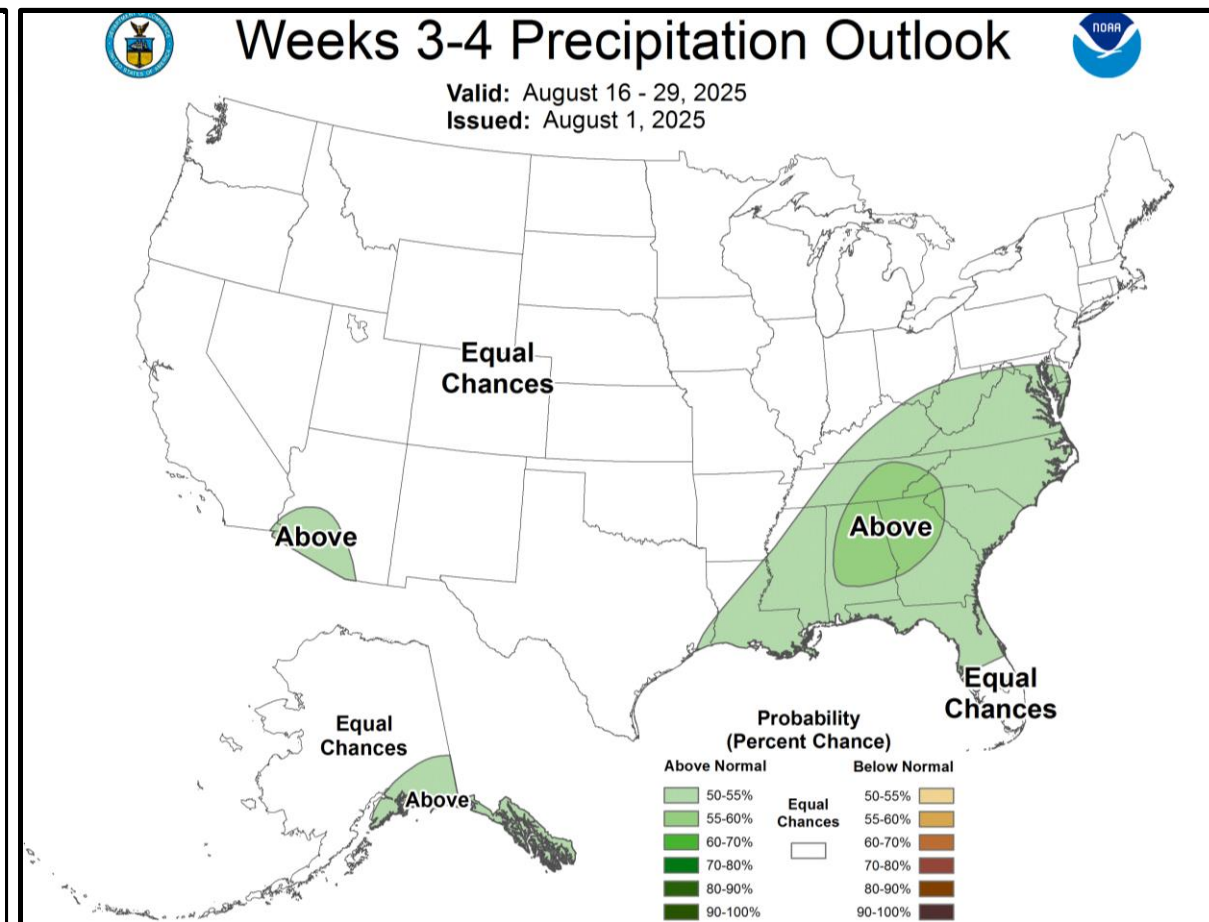 Weeks 3-4 Precipitation Outlook
NOAA
Valid: August 16 - 29, 2025
Issued: August 1, 2025
Equal
Chances
Above
Above
Equal
Chances
Equal
Chances
Above
Probability
(Percent Chance)
Above Normal
Below Normal
50-55%
55-60%
60-70%
70-80%
80-90%
90-100%
Equal
Chances
50-55%
55-60%
60-70%
70-80%
80-90%
90-100%